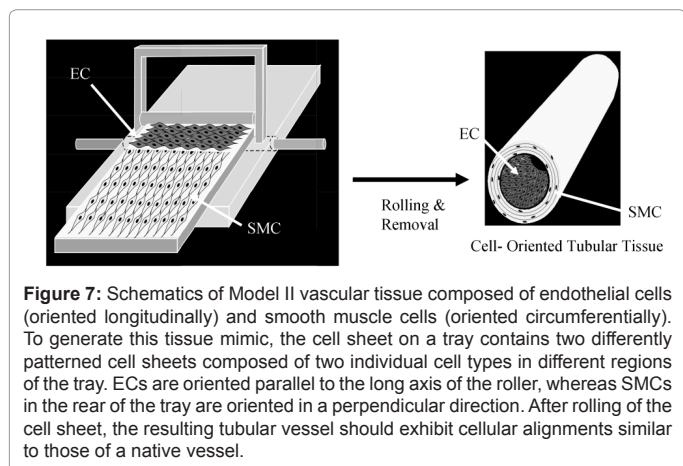 EC
SMC
Rolling &
Removal
EC
SMC
Cell- Oriented Tubular Tissue
Figure 7: Schematics of Model II vascular tissue composed of endothelial cells
(oriented longitudinally) and smooth muscle cells (oriented circumferentially).
To generate this tissue mimic, the cell sheet on a tray contains two differently
patterned cell sheets composed of two individual cell types in different regions
of the tray. ECs are oriented parallel to the long axis of the roller, whereas SMCs
in the rear of the tray are oriented in a perpendicular direction. After rolling of the
cell sheet, the resulting tubular vessel should exhibit cellular alignments similar
to those of a native vessel.